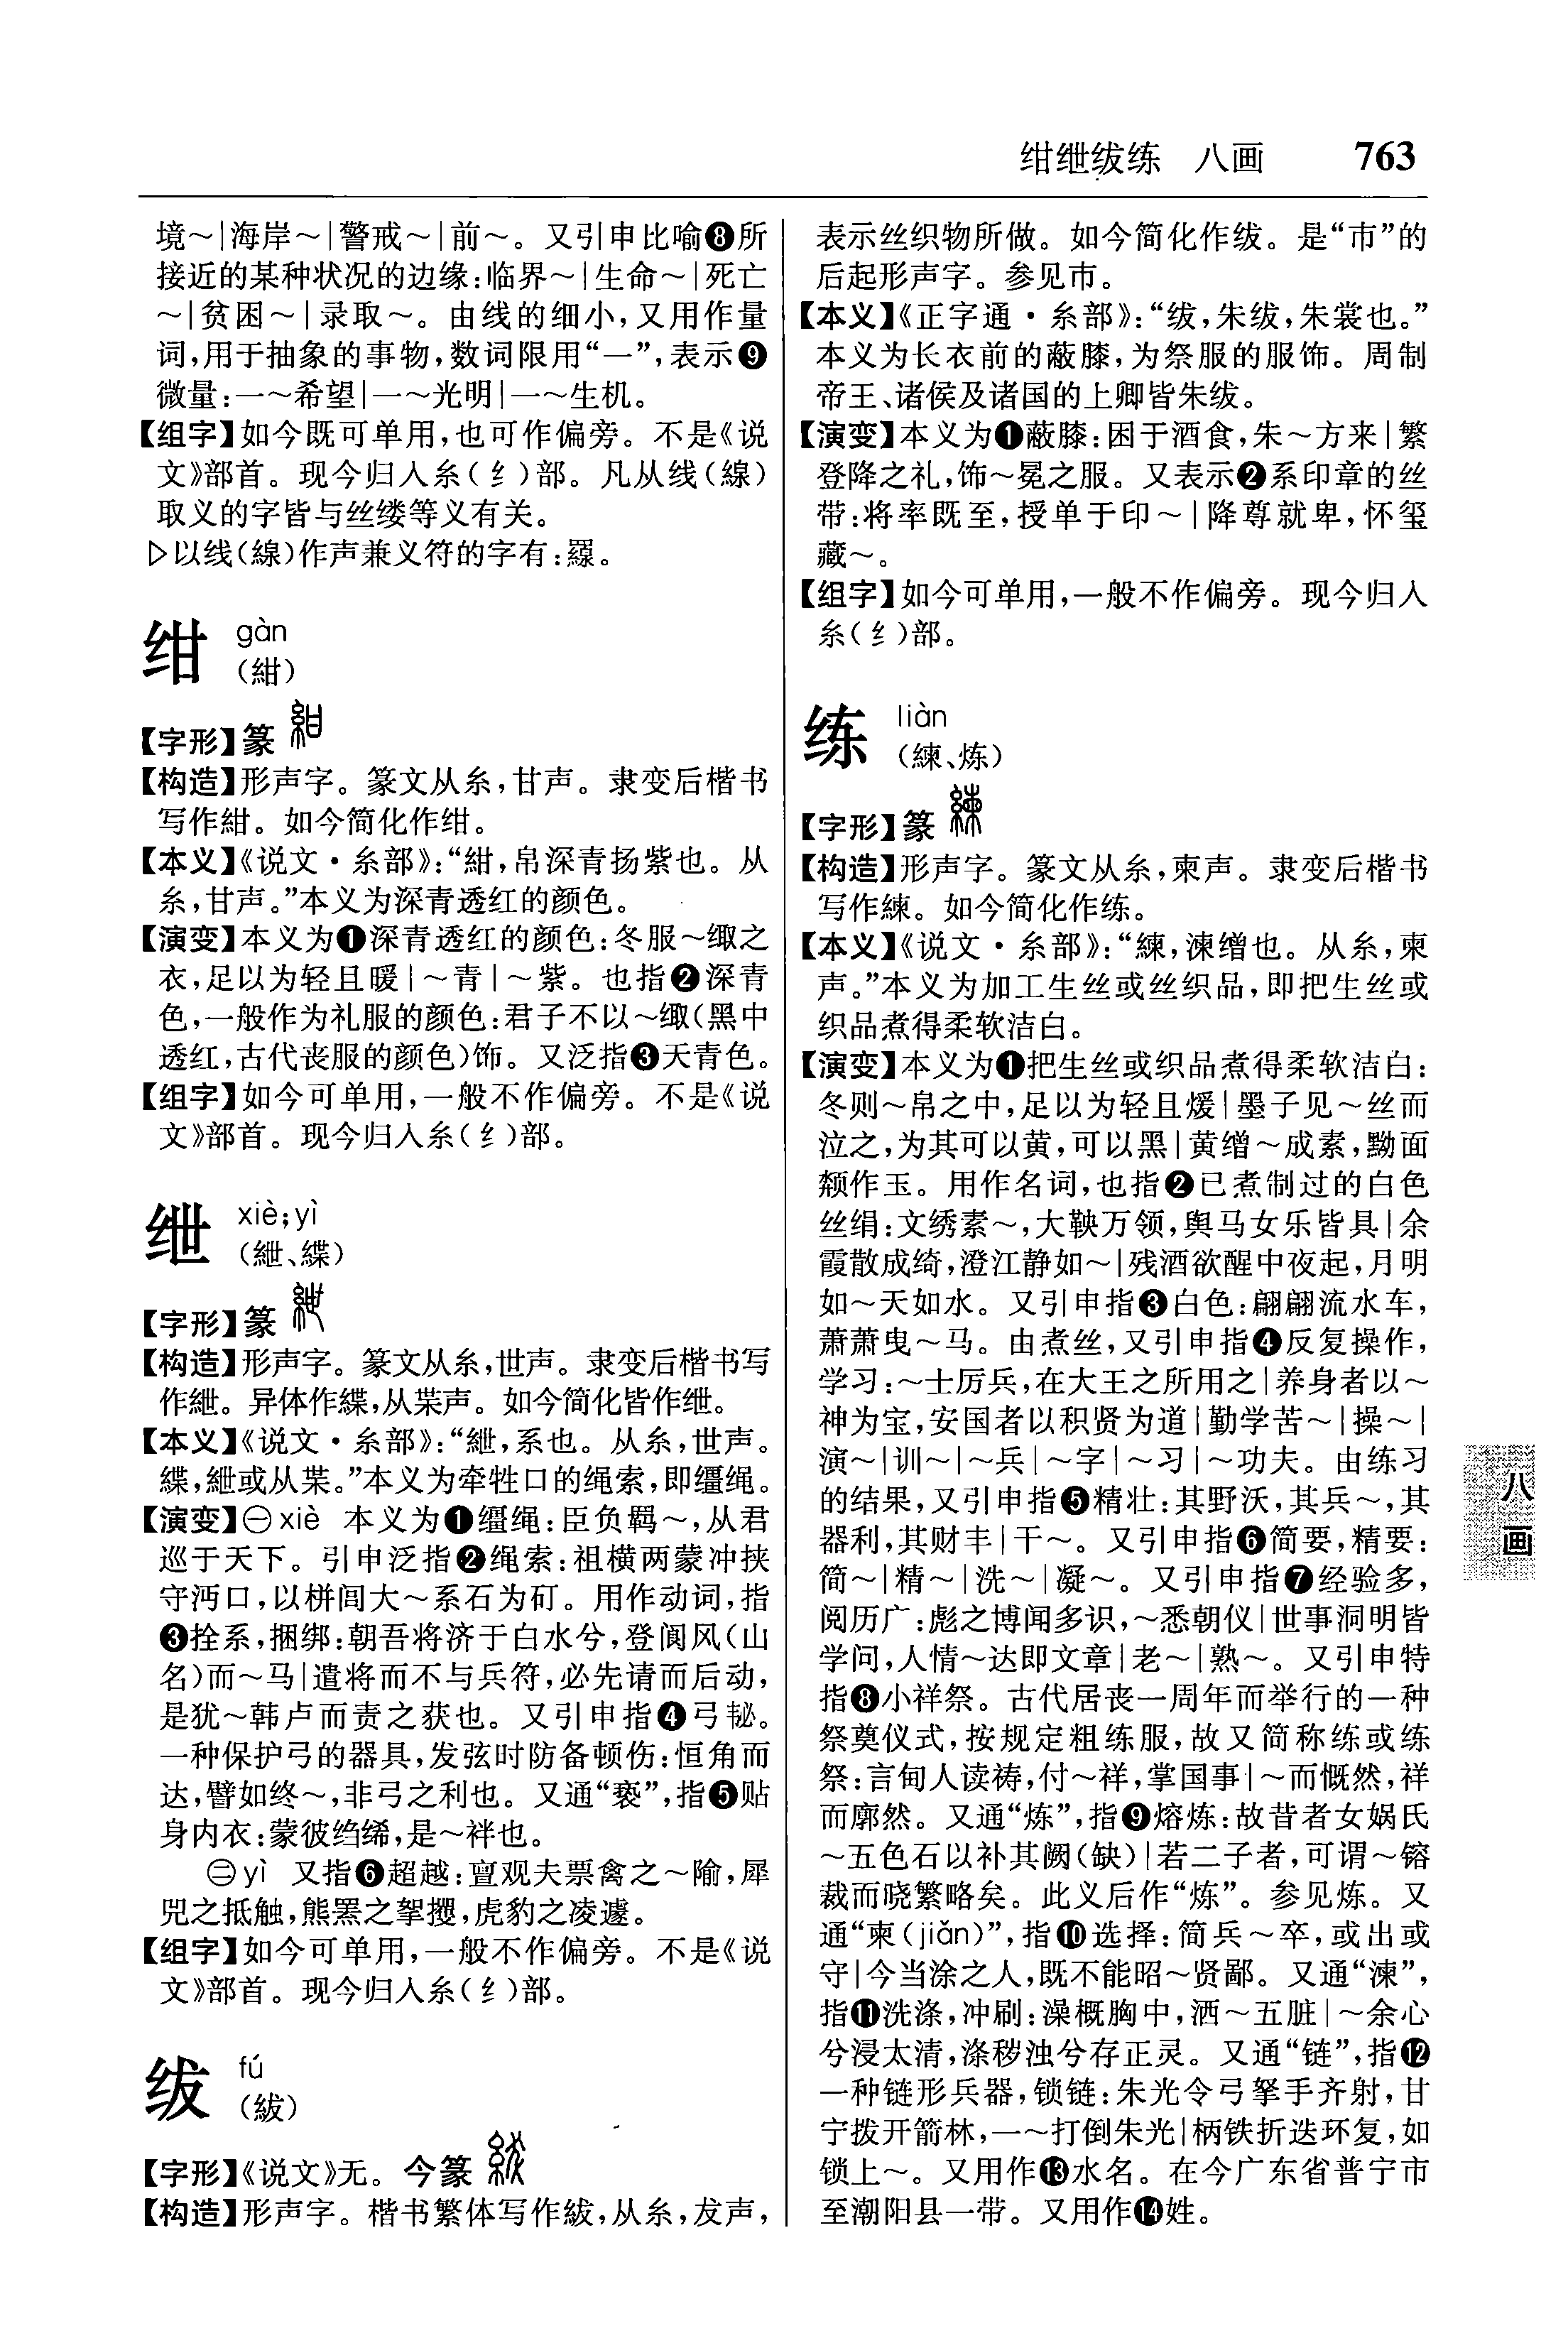 绀绁绂练 八画 763
境～|海岸～|警戒～|前～。又引申比喻❽所
接近的某种状况的边缘:临界～|生命～|死亡
～|贫困～|录取～。由线的细小,又用作量
词,用于抽象的事物,数词限用“一”,表示❾
微量:一～希望|一～光明|一～生机。
【组字】如今既可单用,也可作偏旁。不是《说
文》部首。现今归入糸(纟)部。凡从线(線)
取义的字皆与丝缕等义有关。
▷以线(線)作声兼义符的字有:羂。
绀 gàn
(紺)
【字形】篆
【构造】形声字。篆文从糸,甘声。隶变后楷书
写作紺。如今简化作绀。
【本义】《说文·糸部》:“紺,帛深青扬紫也。从
糸,甘声。”本义为深青透红的颜色。
【演变】本义为❶深青透红的颜色:冬服～緅之
衣,足以为轻且暖|～青|～紫。也指❷深青
色,一般作为礼服的颜色:君子不以～緅(黑中
透红,古代丧服的颜色)饰。又泛指❸天青色。
【组字】如今可单用,一般不作偏旁。不是《说
文》部首。现今归入糸(纟)部。
绁 xiè;yì
(紲、緤)
【字形】篆
【构造】形声字。篆文从糸,世声。隶变后楷书写
作紲。异体作緤,从枼声。如今简化皆作绁。
【本义】《说文·糸部》:“紲,系也。从糸,世声。
緤,紲或从枼。”本义为牵牲口的绳索,即缰绳。
【演变】㊀xiè 本义为❶缰绳:臣负羁～,从君
巡于天下。引申泛指❷绳索:祖横两蒙冲挟
守沔口,以栟闾大～系石为矴。用作动词,指
❸拴系,捆绑:朝吾将济于白水兮,登阆风(山
名)而～马|遣将而不与兵符,必先请而后动,
是犹～韩卢而责之获也。又引申指❹弓䪐。
一种保护弓的器具,发弦时防备顿伤:恒角而
达,譬如终～,非弓之利也。又通“亵”,指❺贴
身内衣:蒙彼绉𫄨,是～袢也。
㊁yì 又指❻超越:亶观夫票禽之～隃,犀
兕之抵触,熊罴之挐攫,虎豹之凌遽。
【组字】如今可单用,一般不作偏旁。不是《说
文》部首。现今归入糸(纟)部。
绂 fú
(紱)
【字形】《说文》无。今篆
【构造】形声字。楷书繁体写作紱,从糸,犮声,
表示丝织物所做。如今简化作绂。是“巿”的
后起形声字。参见巿。
【本义】《正字通·糸部》:“绂,朱绂,朱裳也。”
本义为长衣前的蔽膝,为祭服的服饰。周制
帝王、诸侯及诸国的上卿皆朱绂。
【演变】本义为❶蔽膝:困于酒食,朱～方来|繁
登降之礼,饰～冕之服。又表示❷系印章的丝
带:将率既至,授单于印～|降尊就卑,怀玺
藏～。
【组字】如今可单用,一般不作偏旁。现今归入
糸(纟)部。
练 liàn
(練、炼)
【字形】篆
【构造】形声字。篆文从糸,柬声。隶变后楷书
写作練。如今简化作练。
【本义】《说文·糸部》:“練,湅缯也。从糸,柬
声。”本义为加工生丝或丝织品,即把生丝或
织品煮得柔软洁白。
【演变】本义为❶把生丝或织品煮得柔软洁白:
冬则～帛之中,足以为轻且煖|墨子见～丝而
泣之,为其可以黄,可以黑|黄缯～成素,黝面
颓作玉。用作名词,也指❷已煮制过的白色
丝绢:文绣素～,大鞅万领,舆马女乐皆具|余
霞散成绮,澄江静如～|残酒欲醒中夜起,月明
如～天如水。又引申指❸白色:翩翩流水车,
萧萧曳～马。由煮丝,又引申指❹反复操作,
学习:～士厉兵,在大王之所用之|养身者以～
神为宝,安国者以积贤为道|勤学苦～|操～|
演～|训～|～兵|～字|～习|～功夫。由练习
的结果,又引申指❺精壮:其野沃,其兵～,其
器利,其财丰|干～。又引申指❻简要,精要:
简～|精～|洗～|凝～。又引申指❼经验多,
阅历广:彪之博闻多识,～悉朝仪|世事洞明皆
学问,人情～达即文章|老～|熟～。又引申特
指❽小祥祭。古代居丧一周年而举行的一种
祭奠仪式,按规定粗练服,故又简称练或练
祭:言甸人读祷,付～祥,掌国事|～而慨然,祥
而廓然。又通“炼”,指❾熔炼:故昔者女娲氏
～五色石以补其阙(缺)|若二子者,可谓～镕
裁而晓繁略矣。此义后作“炼”。参见炼。又
通“柬(jiǎn)”,指❿选择:简兵～卒,或出或
守|今当涂之人,既不能昭～贤鄙。又通“湅”,
指⓫洗涤,冲刷:澡概胸中,洒～五脏|～余心
兮浸太清,涤秽浊兮存正灵。又通“链”,指⓬
一种链形兵器,锁链:朱光令弓弩手齐射,甘
宁拨开箭林,一～打倒朱光|柄铁折迭环复,如
锁上～。又用作⓭水名。在今广东省普宁市
至潮阳县一带。又用作⓮姓。
八画